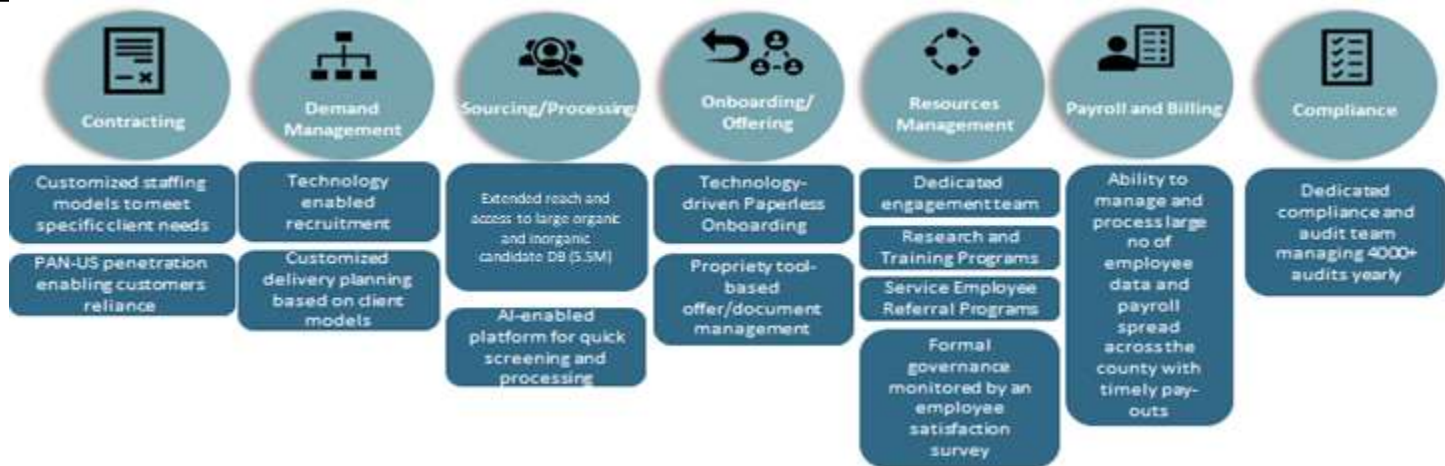 Contracting
Demand
Management
Sourcing/Processing
Onboarding/
Offering
Resources
Management
Payroll and Billing
Compliance
Customized staffing
models to meet
specific client needs
PAN-US penetration
enabling customers
reliance
Technology
enabled
recruitment
Customized
delivery planning
based on client
models
Extended reach and
access to large organic
and inorganic
candidate DB (5.5M)
AI-enabled
platform for quick
screening and
processing
Technology-
driven Paperless
Onboarding
Propriety tool-
based
offer/document
management
Dedicated
engagement team
Research and
Training Programs
Service Employee
Referral Programs
Formal
governance
monitored by an
employee
satisfaction
survey
Ability to
manage and
process large
no of
employee
data and
payroll
spread
across the
county with
timely pay-
outs
Dedicated
compliance and
audit team
managing 4000+
audits yearly